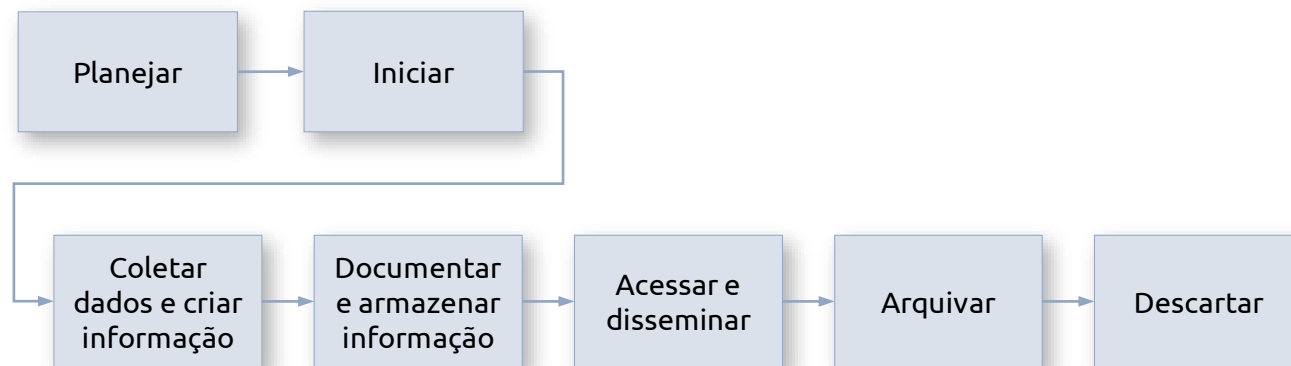 Planejar
Iniciar
Coletar
dados e criar
informação
Documentar
e armazenar
informação
Acessar e
disseminar
Arquivar
Descartar